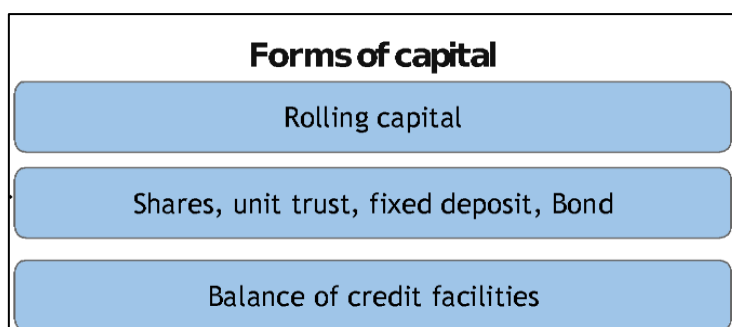 Forms of capital
Rolling capital
Shares, unit trust, fixed deposit, Bond
Balance of credit facilities